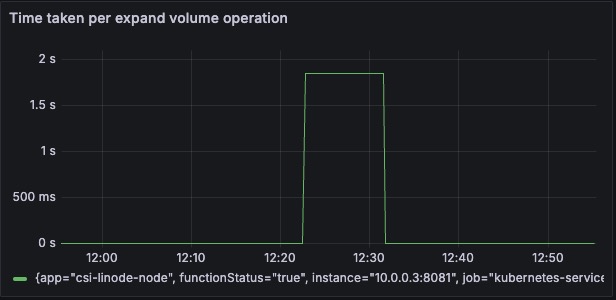 Time taken per expand volume operation
2 s
1.5 s
1 s
500 ms
0 s
12:00 12:10 12:20 12:30 12:40 12:50
{app="csi-linode-node", functionStatus="true", instance="10.0.0.3:8081", job="kubernetes-service